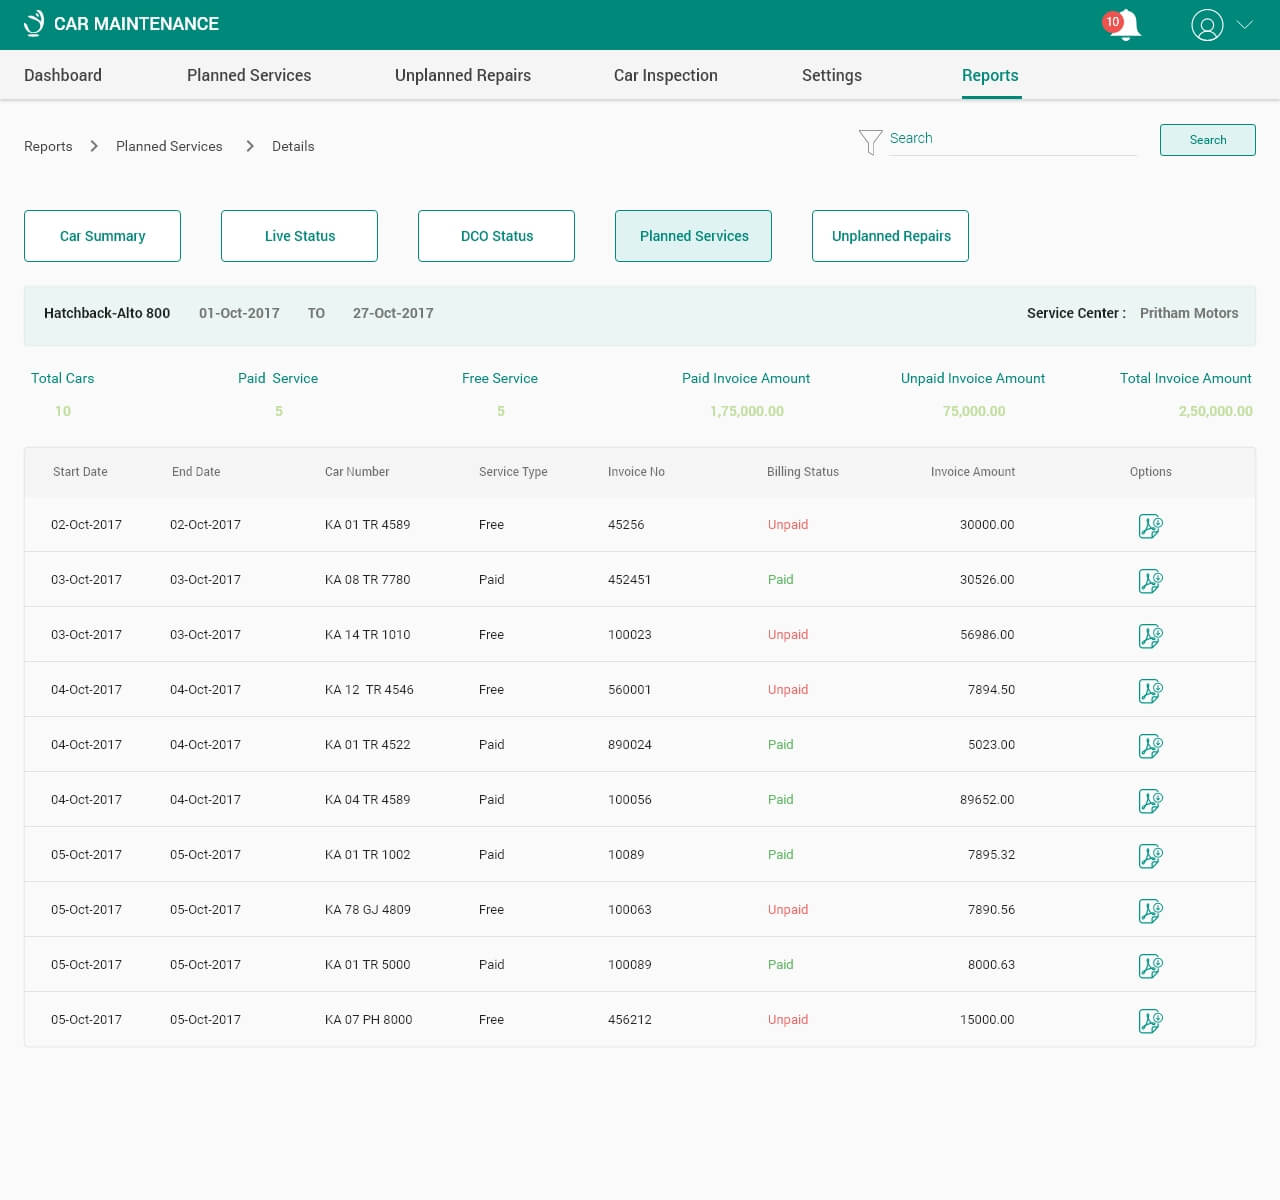 CAR MAINTENANCE
10
Dashboard Planned Services Unplanned Repairs Car Inspection Settings Reports
Reports Planned Services Details
Search
Search
Car Summary Live Status DCO Status Planned Services Unplanned Repairs
Hatchback-Alto 800 01-Oct-2017 TO 27-Oct-2017 Service Center : Pritham Motors
Total Cars Paid Service Free Service Paid Invoice Amount Unpaid Invoice Amount Total Invoice Amount
10 5 5 1,75,000.00 75,000.00 2,50,000.00
Start Date End Date Car Number Service Type Invoice No Billing Status Invoice Amount Options
02-Oct-2017 02-Oct-2017 KA 01 TR 4589 Free 45256 Unpaid 30000.00
03-Oct-2017 03-Oct-2017 KA 08 TR 7780 Paid 452451 Paid 30526.00
03-Oct-2017 03-Oct-2017 KA 14 TR 1010 Free 100023 Unpaid 56986.00
04-Oct-2017 04-Oct-2017 KA 12 TR 4546 Free 560001 Unpaid 7894.50
04-Oct-2017 04-Oct-2017 KA 01 TR 4522 Paid 890024 Paid 5023.00
04-Oct-2017 04-Oct-2017 KA 04 TR 4589 Paid 100056 Paid 89652.00
05-Oct-2017 05-Oct-2017 KA 01 TR 1002 Paid 10089 Paid 7895.32
05-Oct-2017 05-Oct-2017 KA 78 GJ 4809 Free 100063 Unpaid 7890.56
05-Oct-2017 05-Oct-2017 KA 01 TR 5000 Paid 100089 Paid 8000.63
05-Oct-2017 05-Oct-2017 KA 07 PH 8000 Free 456212 Unpaid 15000.00